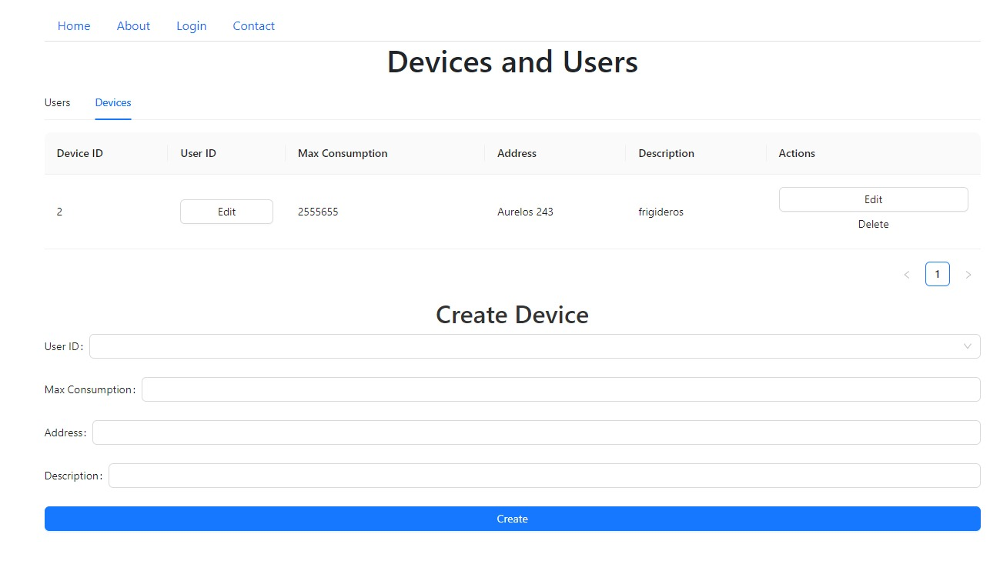 Home About Login Contact
Devices and Users
Users Devices
Device ID User ID Max Consumption Address Description Actions
2 Edit 2555655 Aurelos 243 frigideros Edit
Delete
1
Create Device
User ID:
Max Consumption:
Address:
Description:
Create